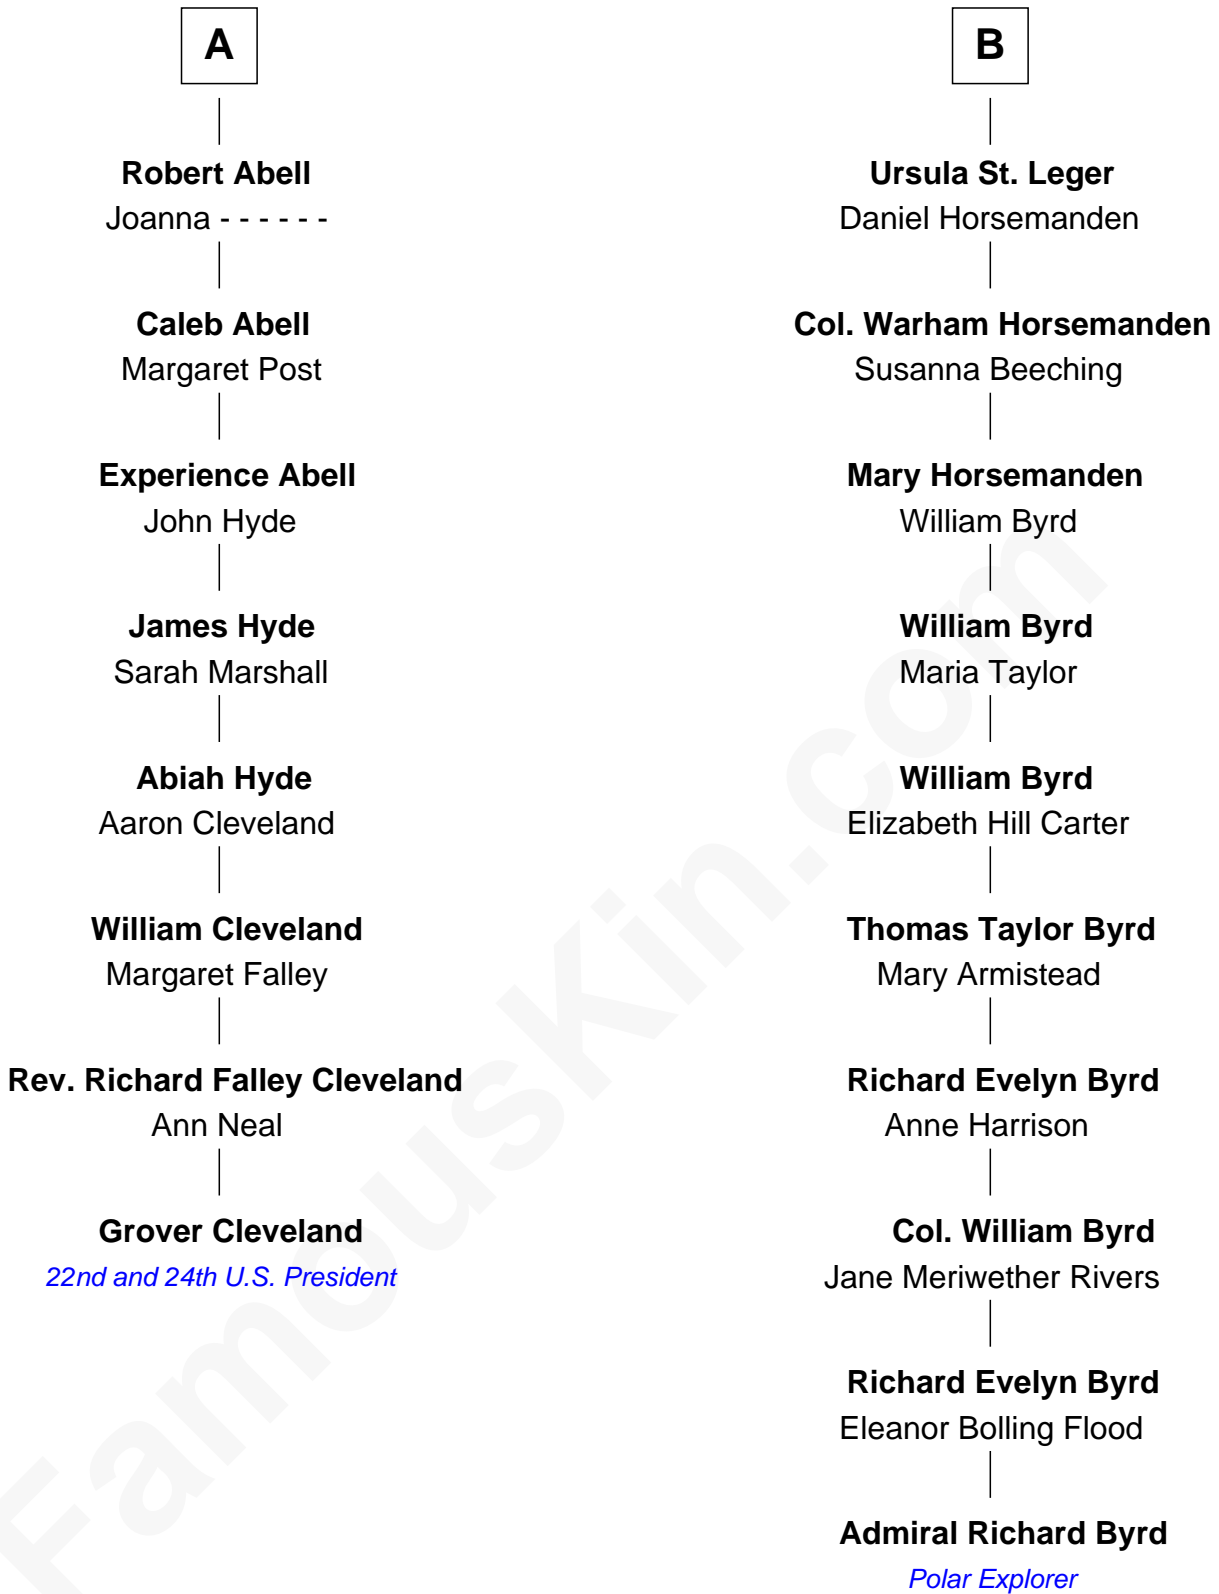 A
Robert Abell
Joanna - - - - - -
Caleb Abell
Margaret Post
Experience Abell
John Hyde
James Hyde
Sarah Marshall
Abiah Hyde
Aaron Cleveland
William Cleveland
Margaret Falley
Rev. Richard Falley Cleveland
Ann Neal
Grover Cleveland
22nd and 24th U.S. President
B
Ursula St. Leger
Daniel Horsemanden
Col. Warham Horsemanden
Susanna Beeching
Mary Horsemanden
William Byrd
William Byrd
Maria Taylor
William Byrd
Elizabeth Hill Carter
Thomas Taylor Byrd
Mary Armistead
Richard Evelyn Byrd
Anne Harrison
Col. William Byrd
Jane Meriwether Rivers
Richard Evelyn Byrd
Eleanor Bolling Flood
Admiral Richard Byrd
Polar Explorer
FamousKin.com